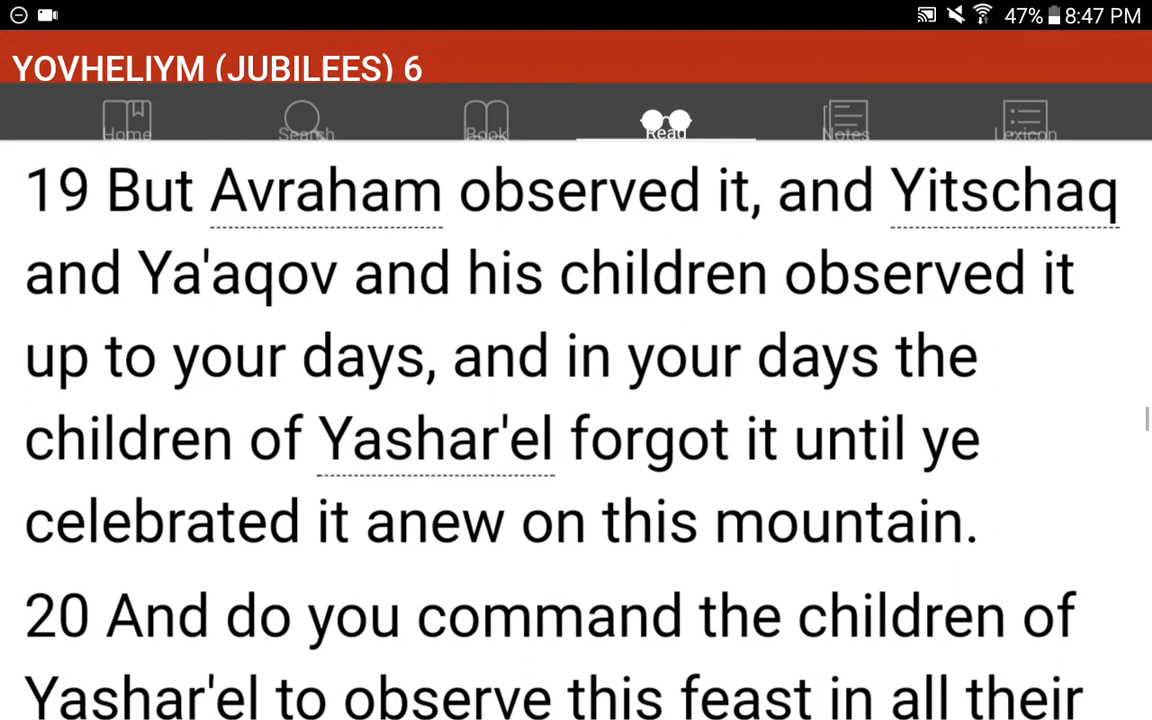 47% 8:47 PM
YOVHELIYM (JUBILEES) 6
Home Search Book Read Notes Lexicon
19 But Avraham observed it, and Yitschaq
and Ya'aqov and his children observed it
up to your days, and in your days the
children of Yashar'el forgot it until ye
celebrated it anew on this mountain.
20 And do you command the children of
Yashar'el to observe this feast in all their